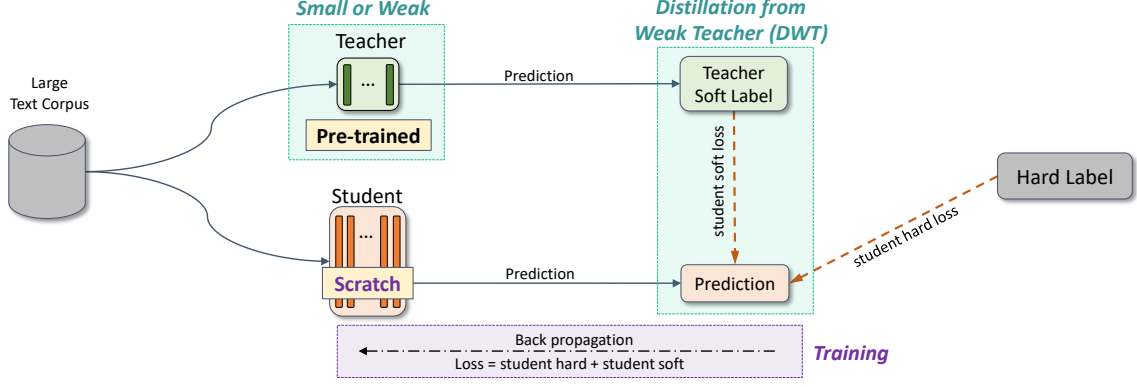 Small or Weak
Distillation from
Weak Teacher (DWT)
Large
Text Corpus
Teacher
...
Pre-trained
Prediction
Teacher
Soft Label
student soft loss
Hard Label
student hard loss
Student
...
Scratch
Prediction
Prediction
Back propagation
Loss = student hard + student soft
Training